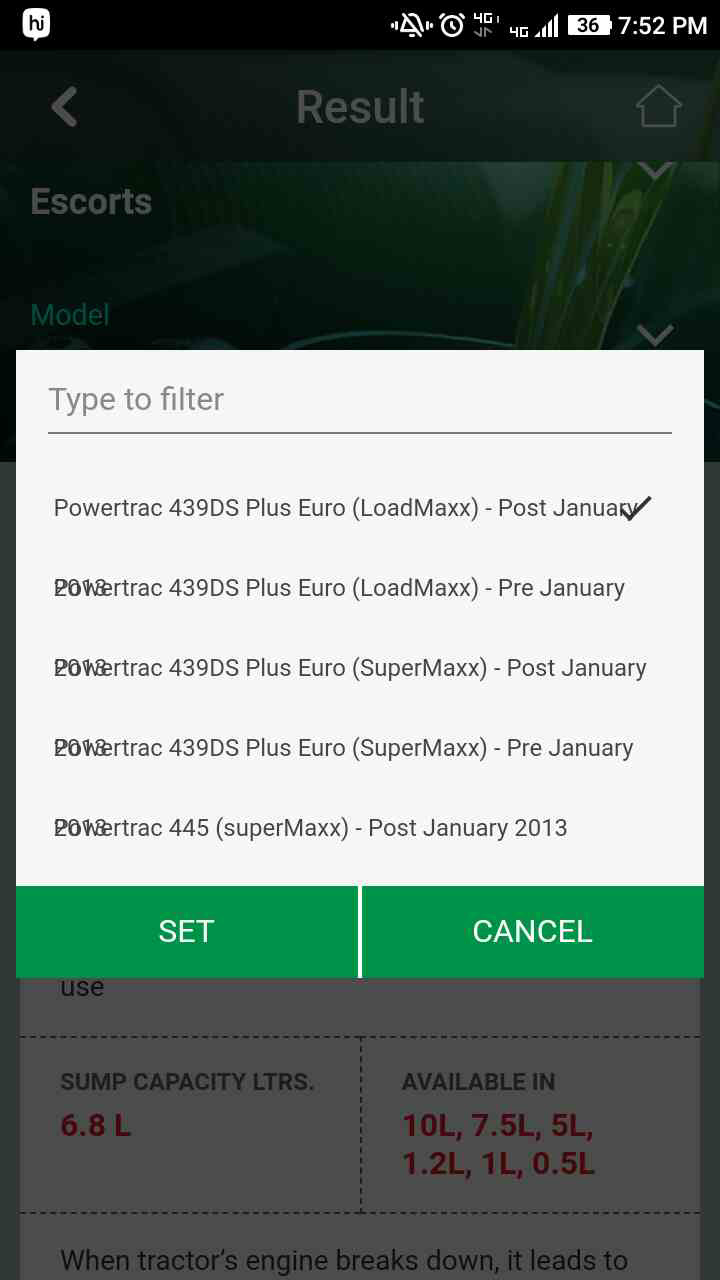 hi 4G 4G 36 7:52 PM
Result
Escorts
Model
Type to filter
Powertrac 439DS Plus Euro (LoadMaxx) - Post January
2013
Powertrac 439DS Plus Euro (LoadMaxx) - Pre January
2013
Powertrac 439DS Plus Euro (SuperMaxx) - Post January
2013
Powertrac 439DS Plus Euro (SuperMaxx) - Pre January
2013
Powertrac 445 (superMaxx) - Post January 2013
SET CANCEL
use
SUMP CAPACITY LTRS. AVAILABLE IN
6.8 L 10L, 7.5L, 5L,
1.2L, 1L, 0.5L
When tractor’s engine breaks down, it leads to